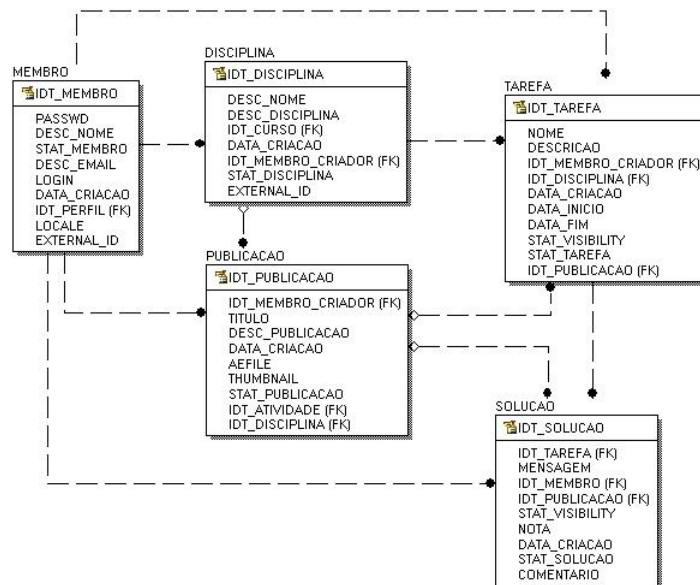 MEMBRO
IDT_MEMBRO
PASSWD
DESC_NOME
STAT_MEMBRO
DESC_EMAIL
LOGIN
DATA_CRIACAO
IDT_PERFIL (FK)
LOCALE
EXTERNAL_ID
DISCIPLINA
IDT_DISCIPLINA
DESC_NOME
DESC_DISCIPLINA
IDT_CURSO (FK)
DATA_CRIACAO
IDT_MEMBRO_CRIADOR (FK)
STAT_DISCIPLINA
EXTERNAL_ID
TAREFA
IDT_TAREFA
NOME
DESCRICAO
IDT_MEMBRO_CRIADOR (FK)
IDT_DISCIPLINA (FK)
DATA_CRIACAO
DATA_INICIO
DATA_FIM
STAT_VISIBILITY
STAT_TAREFA
IDT_PUBLICACAO (FK)
PUBLICACAO
IDT_PUBLICACAO
IDT_MEMBRO_CRIADOR (FK)
TITULO
DESC_PUBLICACAO
DATA_CRIACAO
AEFILE
THUMBNAIL
STAT_PUBLICACAO
IDT_ATIVIDADE (FK)
IDT_DISCIPLINA (FK)
SOLUCAO
IDT_SOLUCAO
IDT_TAREFA (FK)
MENSAGEM
IDT_MEMBRO (FK)
IDT_PUBLICACAO (FK)
STAT_VISIBILITY
NOTA
DATA_CRIACAO
STAT_SOLUCAO
COMENTARIO